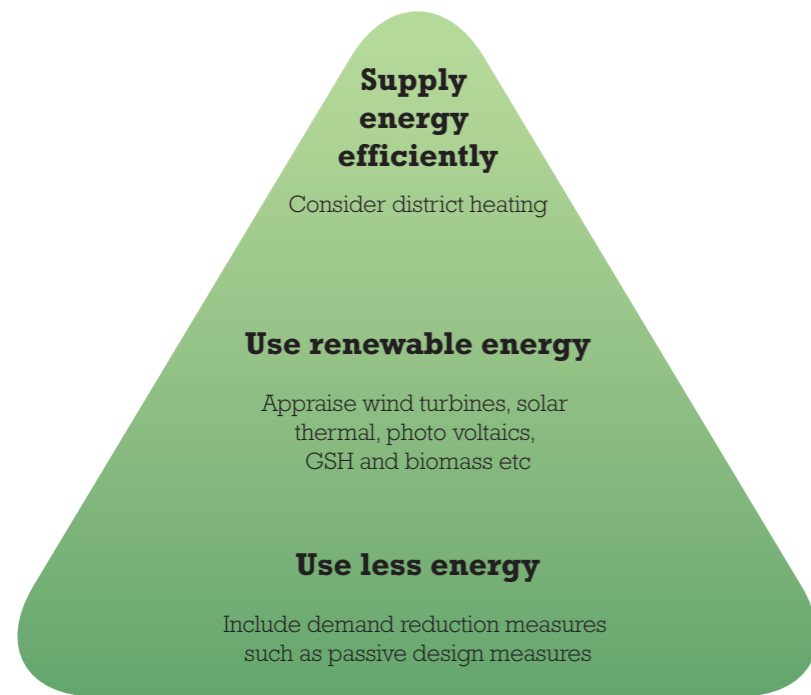 Supply
energy
efficiently
Consider district heating
Use renewable energy
Appraise wind turbines, solar
thermal, photo voltaics,
GSH and biomass etc
Use less energy
Include demand reduction measures
such as passive design measures